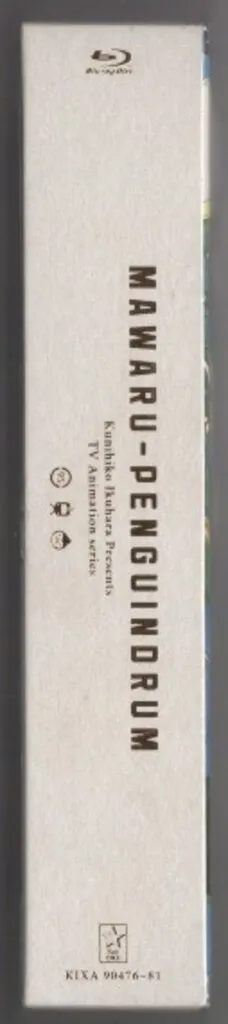 Blu-ray Disc
MAWARU-PENGUINDRUM
Kunihiko Ikuhara Presents
TV Animation series
KIXA 90476~81